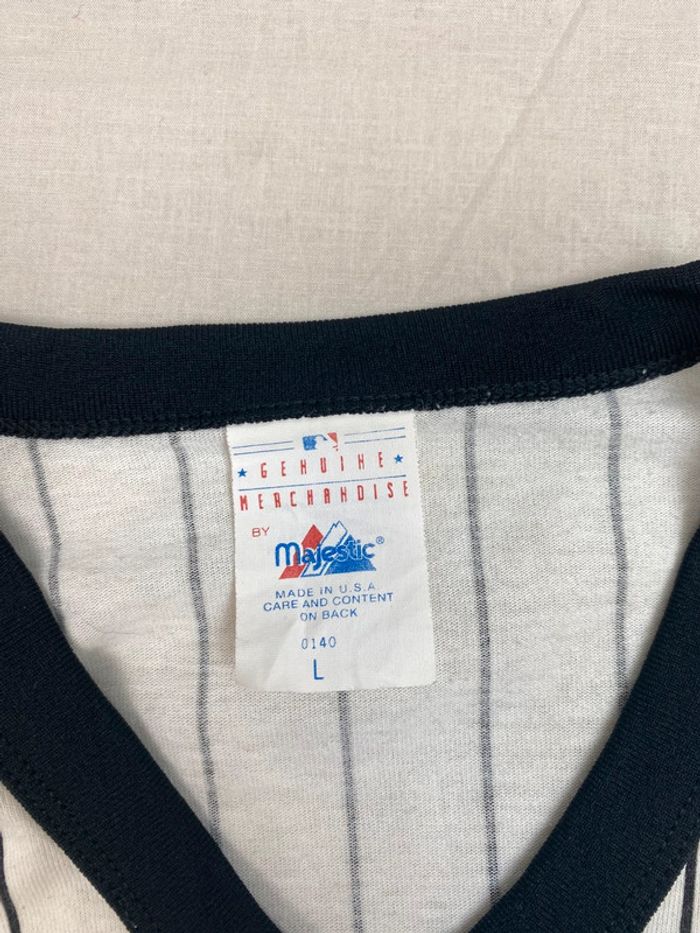 ★ GENUINE ★
MERCHANDISE
BY
Majestic®
MADE IN U.S.A.
CARE AND CONTENT
ON BACK
0140
L